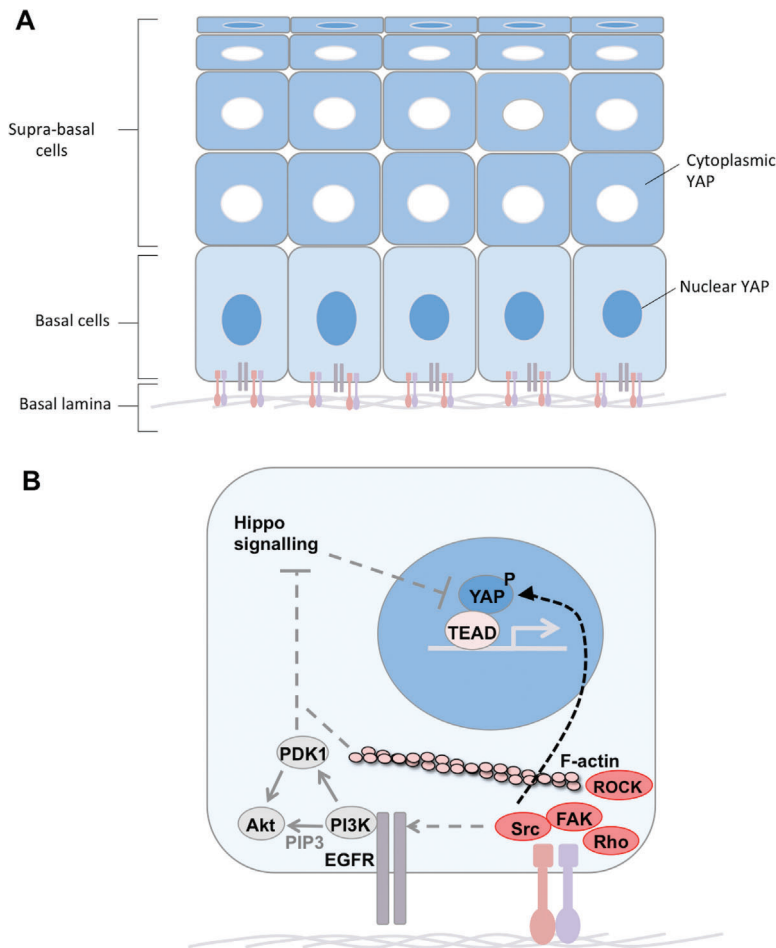 A
Supra-basal
cells
Cytoplasmic
YAP
Nuclear YAP
Basal cells
Basal lamina
B
Hippo
signalling
P
YAP
TEAD
F-actin
PDK1
ROCK
Akt
PI3K
PIP3
EGFR
Src
FAK
Rho